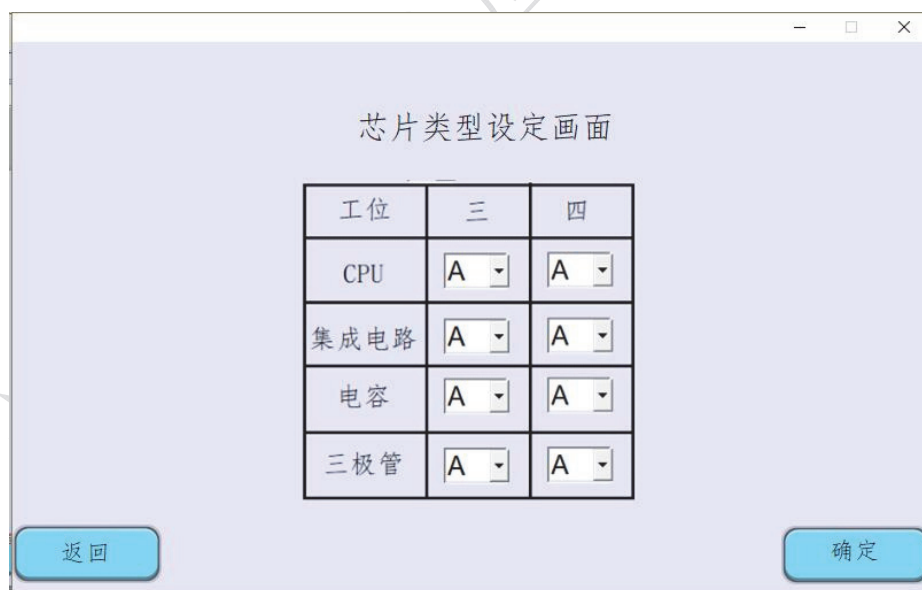 芯片类型设定画面
工位 三 四
CPU A A
集成电路 A A
电容 A A
三极管 A A
返回 确定